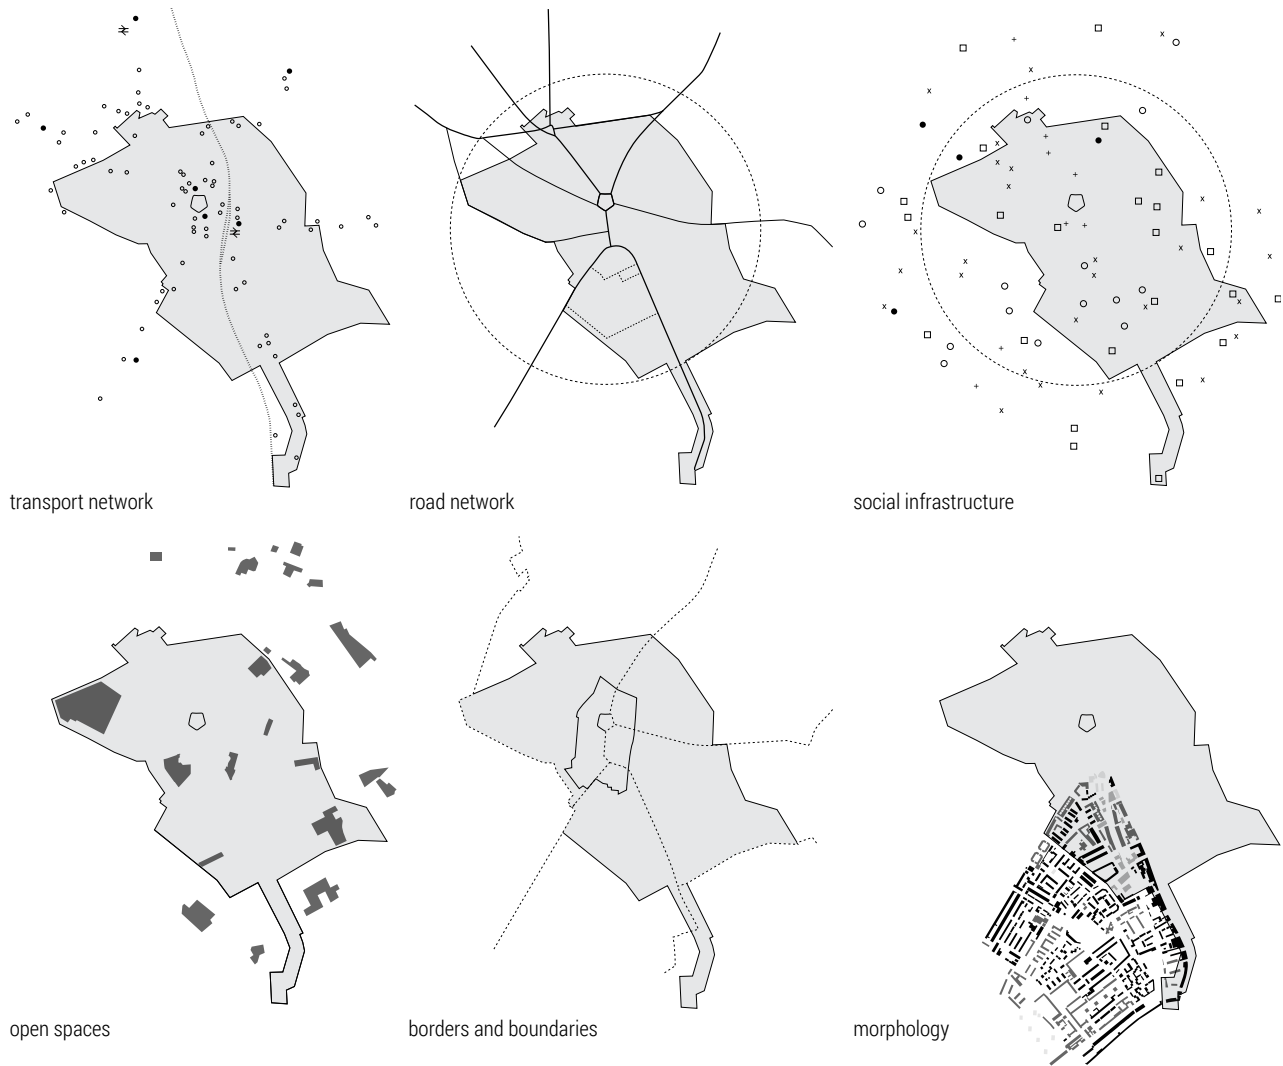 transport network
road network
social infrastructure
open spaces
borders and boundaries
morphology